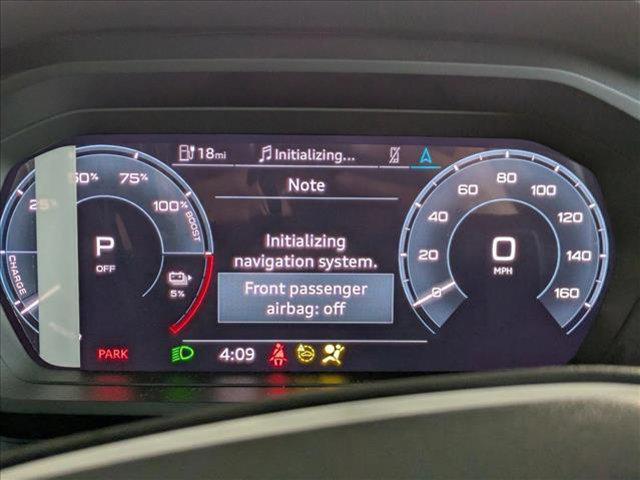 18mi
Initializing...
Note
Initializing
navigation system.
Front passenger
airbag: off
25%
50%
75%
100%
BOOST
CHARGE
P
OFF
5%
0
20
40
60
80
100
120
140
160
0
MPH
PARK
4:09